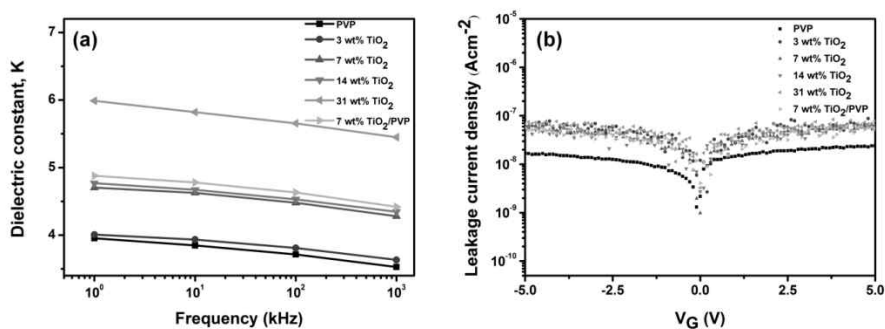 (a)
PVP
3 wt% TiO2
7 wt% TiO2
14 wt% TiO2
31 wt% TiO2
7 wt% TiO2/PVP
Dielectric constant, K
7
6
5
4
10^0
10^1
10^2
10^3
Frequency (kHz)
(b)
PVP
3 wt% TiO2
7 wt% TiO2
14 wt% TiO2
31 wt% TiO2
7 wt% TiO2/PVP
Leakage current density (Acm-2)
10^-5
10^-6
10^-7
10^-8
10^-9
10^-10
-5.0
-2.5
0.0
2.5
5.0
VG (V)